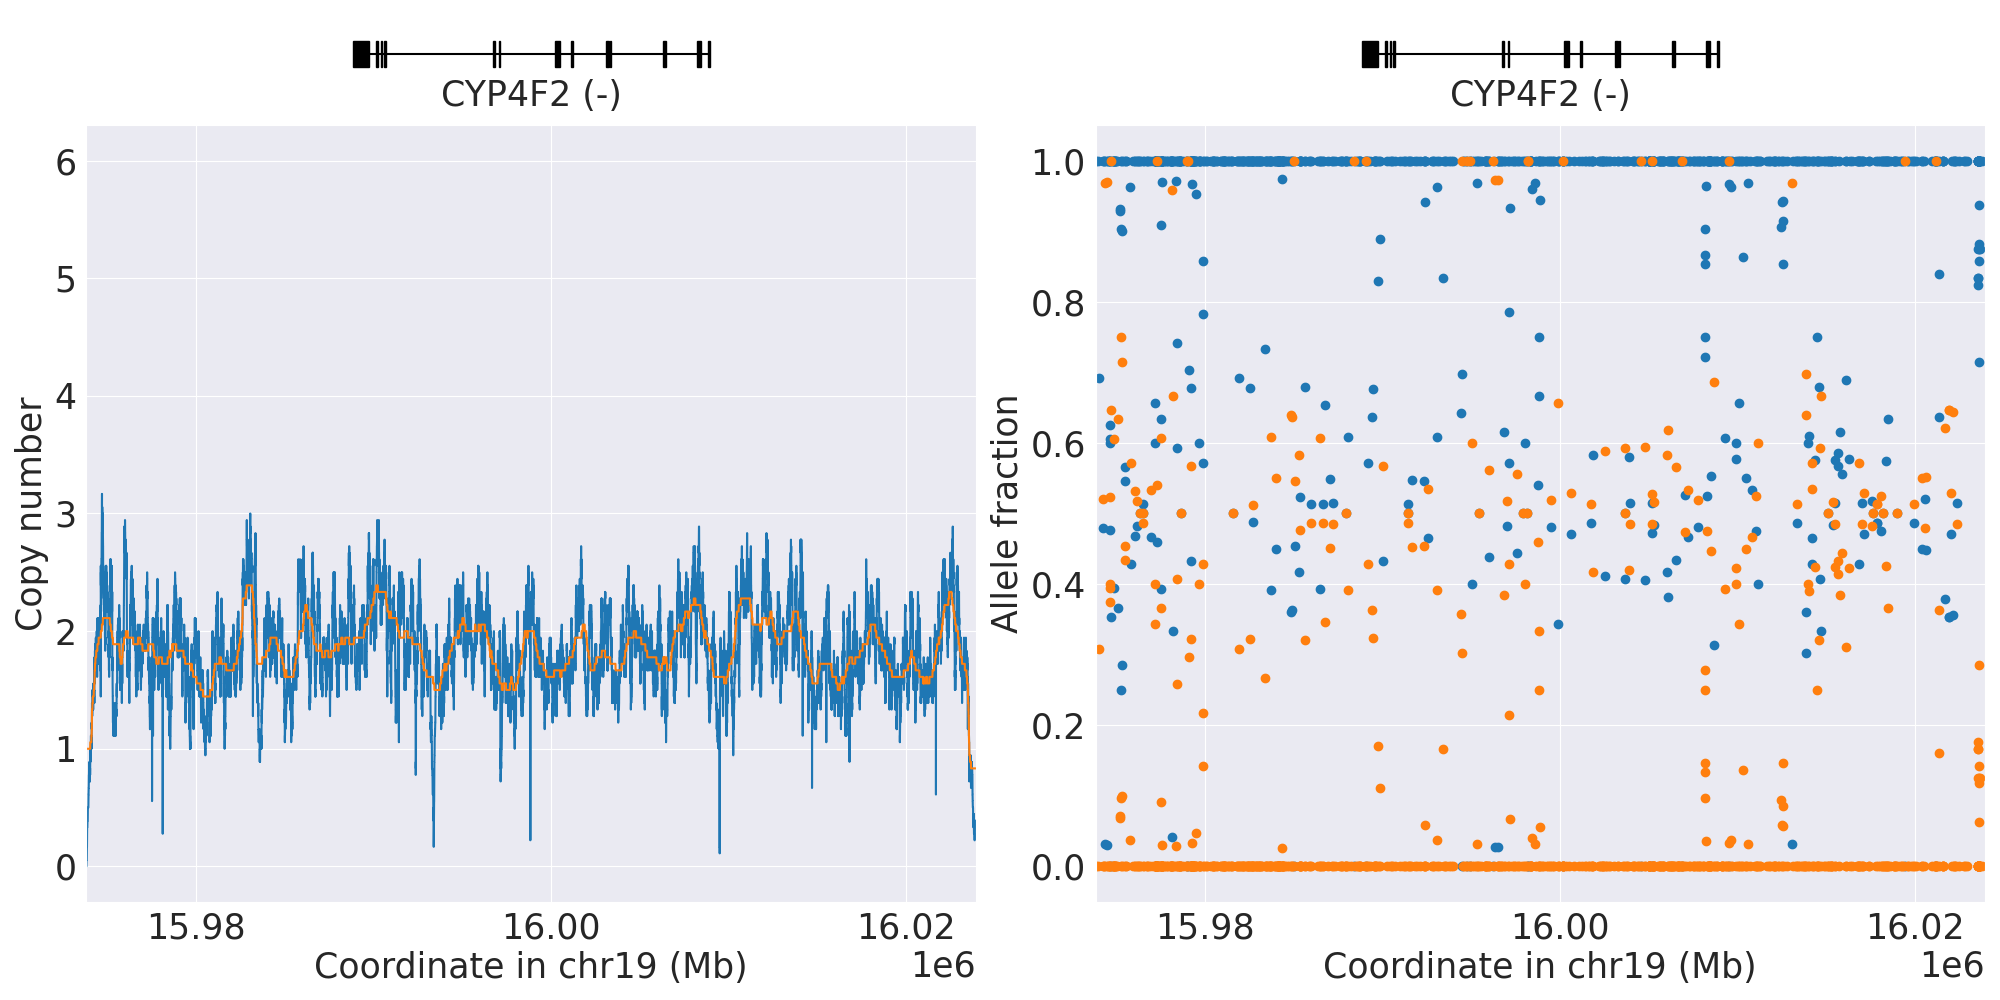 CYP4F2 (-)
6
5
4
3
2
1
0
Copy number
15.98
16.00
16.02
Coordinate in chr19 (Mb)
1e6
CYP4F2 (-)
1.0
0.8
0.6
0.4
0.2
0.0
Allele fraction
15.98
16.00
16.02
Coordinate in chr19 (Mb)
1e6